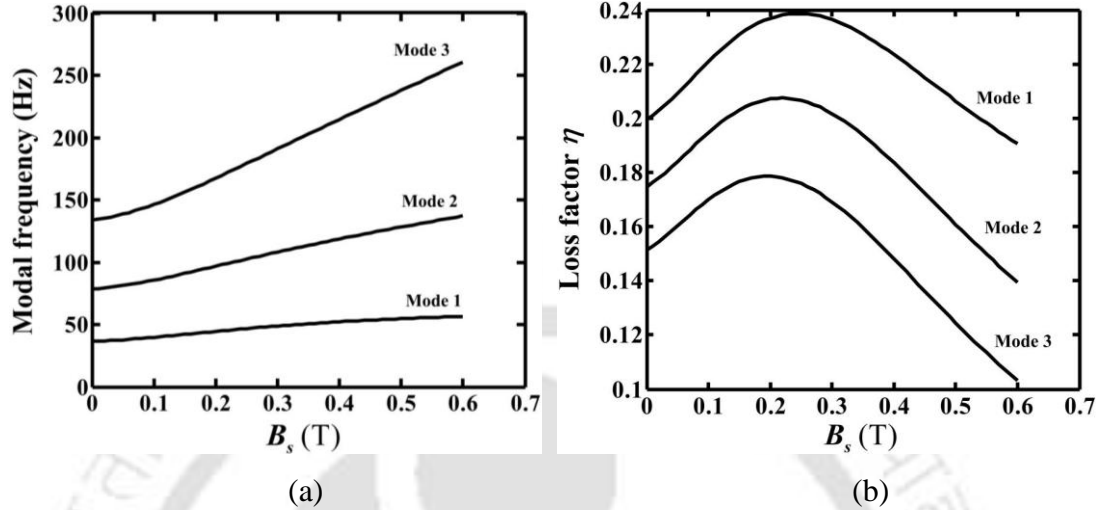 300
250
200
150
100
50
0
Modal frequency (Hz)
Mode 3
Mode 2
Mode 1
0 0.1 0.2 0.3 0.4 0.5 0.6 0.7
B_s (T)
(a)
0.24
0.22
0.2
0.18
0.16
0.14
0.12
0.1
Loss factor η
Mode 1
Mode 2
Mode 3
0 0.1 0.2 0.3 0.4 0.5 0.6 0.7
B_s (T)
(b)